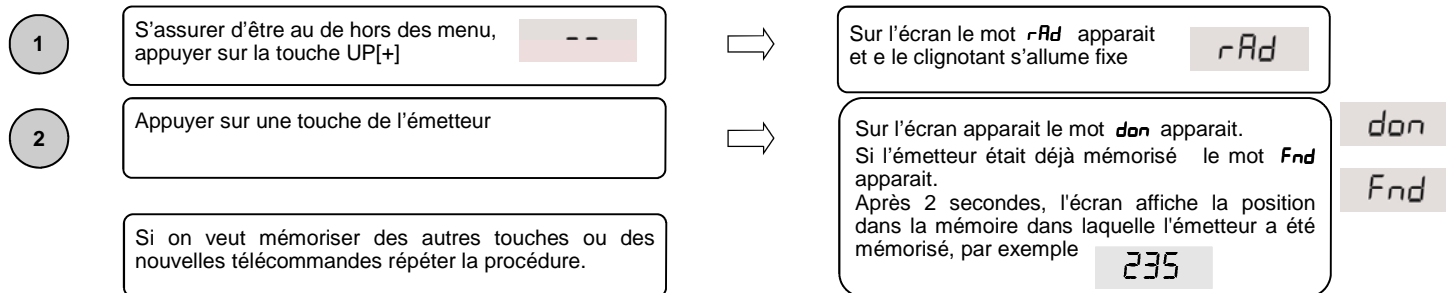 1
S’assurer d’être au de hors des menu,
appuyer sur la touche UP[+]
--
Sur l’écran le mot rAd apparait
et e le clignotant s’allume fixe
rAd
2
Appuyer sur une touche de l’émetteur
Sur l’écran apparait le mot don apparait.
Si l’émetteur était déjà mémorisé le mot Fnd
apparait.
Après 2 secondes, l'écran affiche la position
dans la mémoire dans laquelle l'émetteur a été
mémorisé, par exemple
235
don
Fnd
Si on veut mémoriser des autres touches ou des
nouvelles télécommandes répéter la procédure.